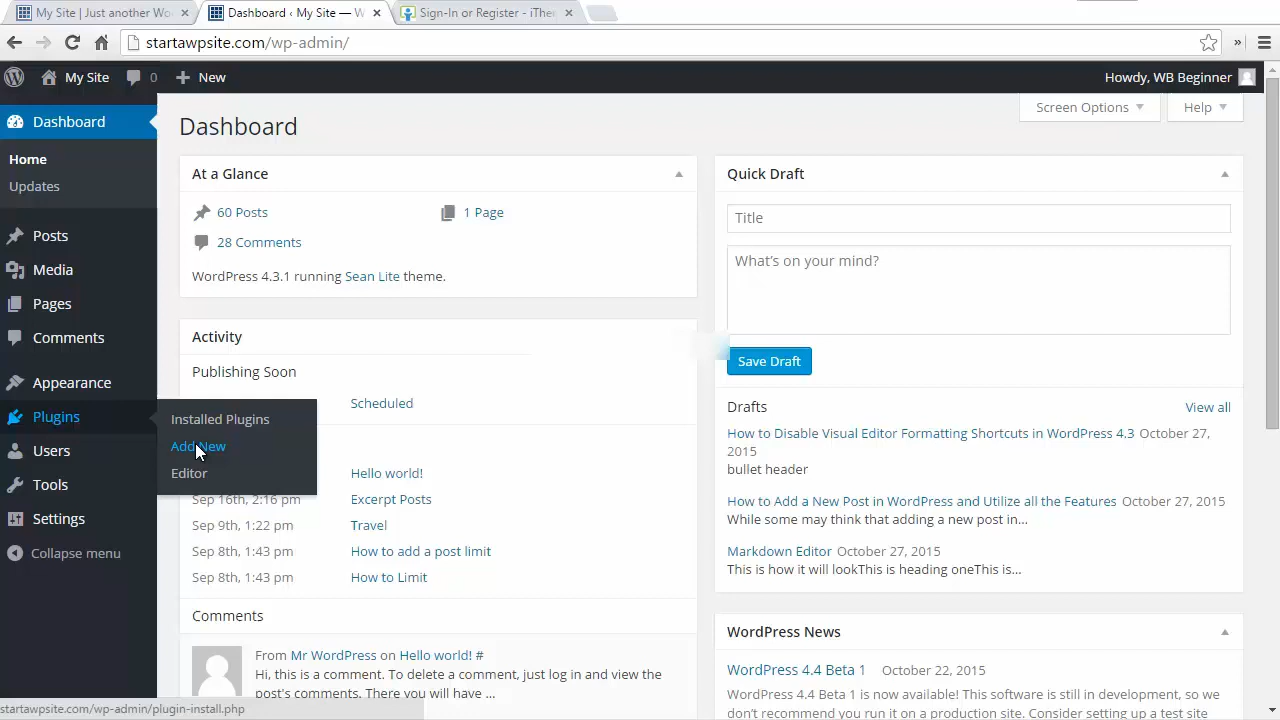 My Site | Just another Wo
Dashboard ‹ My Site — W
Sign-In or Register - iThe
startawpsite.com/wp-admin/
My Site
0
New
Howdy, WB Beginner
Dashboard
Home
Updates
Posts
Media
Pages
Comments
Appearance
Plugins
Users
Tools
Settings
Collapse menu
Installed Plugins
Add New
Editor
Screen Options
Help
Dashboard
At a Glance
60 Posts
1 Page
28 Comments
WordPress 4.3.1 running Sean Lite theme.
Activity
Publishing Soon
Scheduled
Hello world!
Sep 16th, 2:16 pm Excerpt Posts
Sep 9th, 1:22 pm Travel
Sep 8th, 1:43 pm How to add a post limit
Sep 8th, 1:43 pm How to Limit
Comments
From Mr WordPress on Hello world! #
Hi, this is a comment. To delete a comment, just log in and view the
post's comments. There you will have ...
Quick Draft
Title
What's on your mind?
Save Draft
Drafts
View all
How to Disable Visual Editor Formatting Shortcuts in WordPress 4.3 October 27,
2015
bullet header
How to Add a New Post in WordPress and Utilize all the Features October 27, 2015
While some may think that adding a new post in…
Markdown Editor October 27, 2015
This is how it will lookThis is heading oneThis is…
WordPress News
WordPress 4.4 Beta 1 October 22, 2015
WordPress 4.4 Beta 1 is now available! This software is still in development, so we
don't recommend you run it on a production site. Consider setting up a test site
startawpsite.com/wp-admin/plugin-install.php